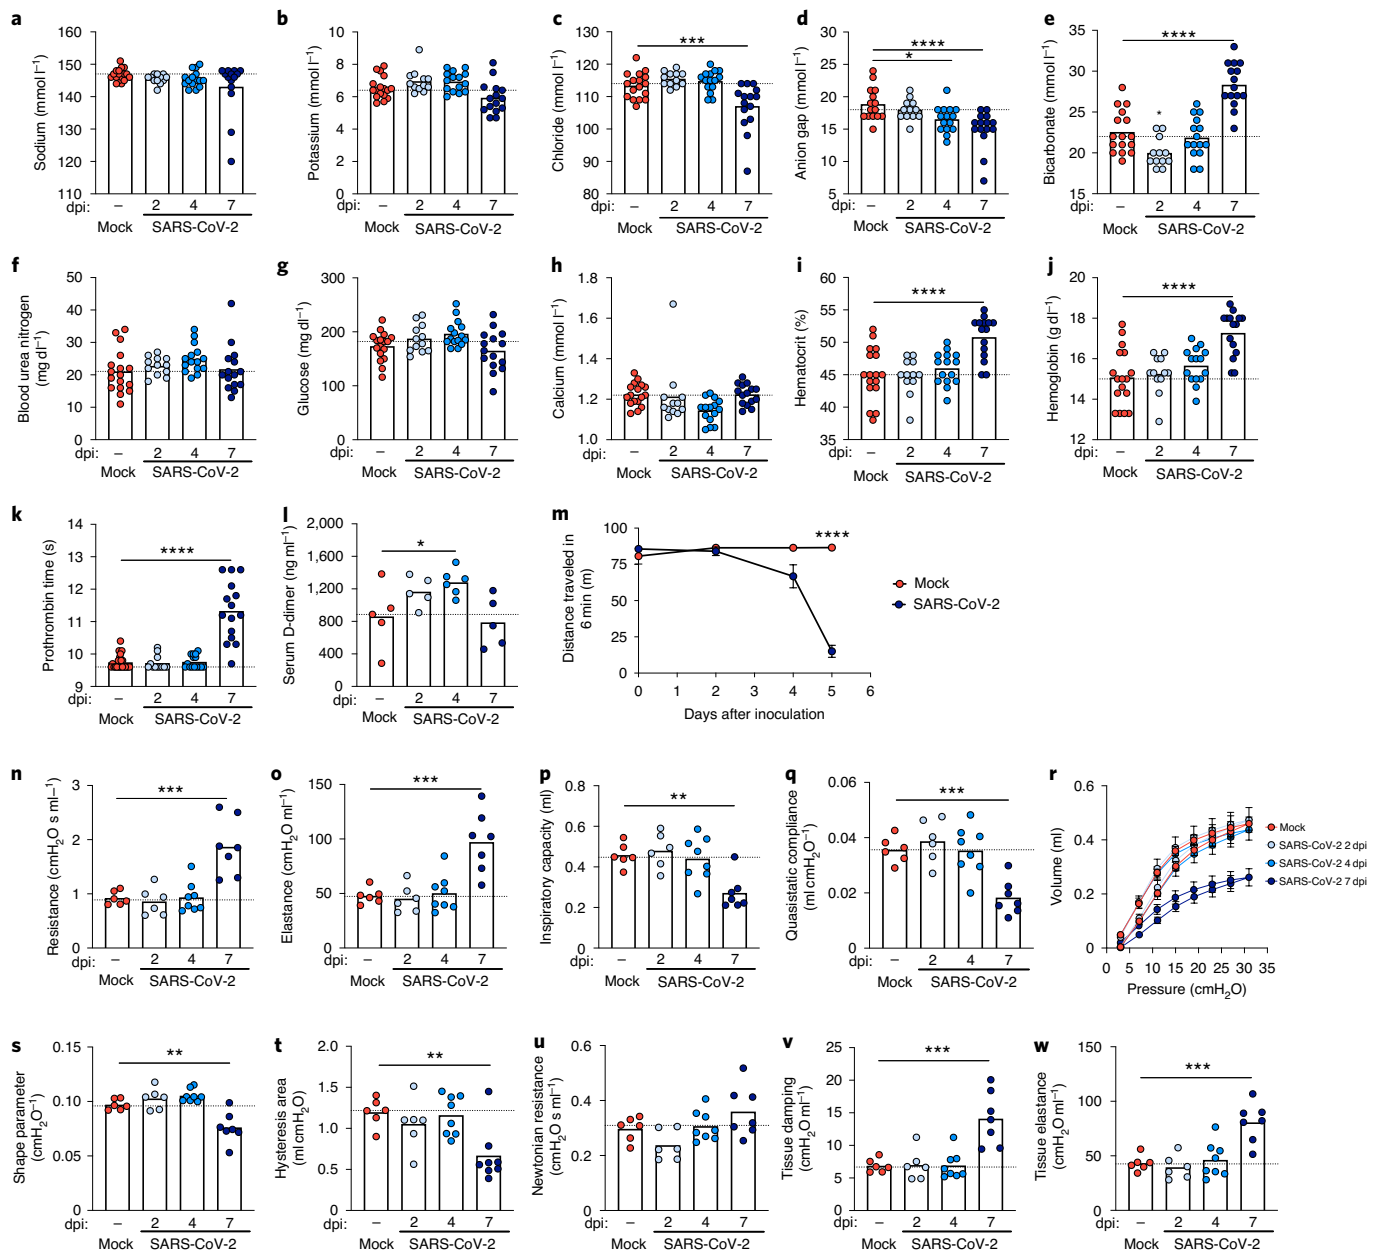 a
Sodium (mmol l⁻¹)
160
150
140
130
120
110
dpi: – 2 4 7
Mock SARS-CoV-2
b
Potassium (mmol l⁻¹)
10
8
6
4
2
0
– 2 4 7
Mock SARS-CoV-2
c
Chloride (mmol l⁻¹)
130
120
110
100
90
80
***
– 2 4 7
Mock SARS-CoV-2
d
Anion gap (mmol l⁻¹)
30
25
20
15
10
5
****
*
– 2 4 7
Mock SARS-CoV-2
e
Bicarbonate (mmol l⁻¹)
35
30
25
20
15
****
*
– 2 4 7
Mock SARS-CoV-2
f
Blood urea nitrogen
(mg dl⁻¹)
50
40
30
20
10
0
dpi: – 2 4 7
Mock SARS-CoV-2
g
Glucose (mg dl⁻¹)
300
200
100
0
– 2 4 7
Mock SARS-CoV-2
h
Calcium (mmol l⁻¹)
1.8
1.6
1.4
1.2
1.0
– 2 4 7
Mock SARS-CoV-2
i
Hematocrit (%)
60
55
50
45
40
35
****
– 2 4 7
Mock SARS-CoV-2
j
Hemoglobin (g dl⁻¹)
20
18
16
14
12
****
– 2 4 7
Mock SARS-CoV-2
k
Prothrombin time (s)
14
13
12
11
10
9
****
dpi: – 2 4 7
Mock SARS-CoV-2
l
Serum D-dimer (ng ml⁻¹)
2,000
1,600
1,200
800
400
0
*
– 2 4 7
Mock SARS-CoV-2
m
Distance traveled in
6 min (m)
100
75
50
25
0
****
0 1 2 3 4 5 6
Days after inoculation
Mock
SARS-CoV-2
n
Resistance (cmH₂O s ml–¹)
3
2
1
0
***
dpi: – 2 4 7
Mock SARS-CoV-2
o
Elastance (cmH₂O ml⁻¹)
150
100
50
0
***
– 2 4 7
Mock SARS-CoV-2
p
Inspiratory capacity (ml)
0.8
0.6
0.4
0.2
0
**
– 2 4 7
Mock SARS-CoV-2
q
Quasistatic compliance
(ml cmH₂O⁻¹)
0.06
0.04
0.02
0
***
dpi: – 2 4 7
Mock SARS-CoV-2
r
Volume (ml)
0.6
0.4
0.2
0
0 5 10 15 20 25 30 35
Pressure (cmH₂O)
Mock
SARS-CoV-2 2 dpi
SARS-CoV-2 4 dpi
SARS-CoV-2 7 dpi
s
Shape parameter
(cmH₂O⁻¹)
0.15
0.10
0.05
0
**
dpi: – 2 4 7
Mock SARS-CoV-2
t
Hysteresis area
(ml cmH₂O)
2.0
1.5
1.0
0.5
0
**
– 2 4 7
Mock SARS-CoV-2
u
Newtonian resistance
(cmH₂O s ml⁻¹)
0.6
0.4
0.2
0
– 2 4 7
Mock SARS-CoV-2
v
Tissue damping
(cmH₂O ml⁻¹)
25
20
15
10
5
0
***
– 2 4 7
Mock SARS-CoV-2
w
Tissue elastance
(cmH₂O ml⁻¹)
150
100
50
0
***
– 2 4 7
Mock SARS-CoV-2